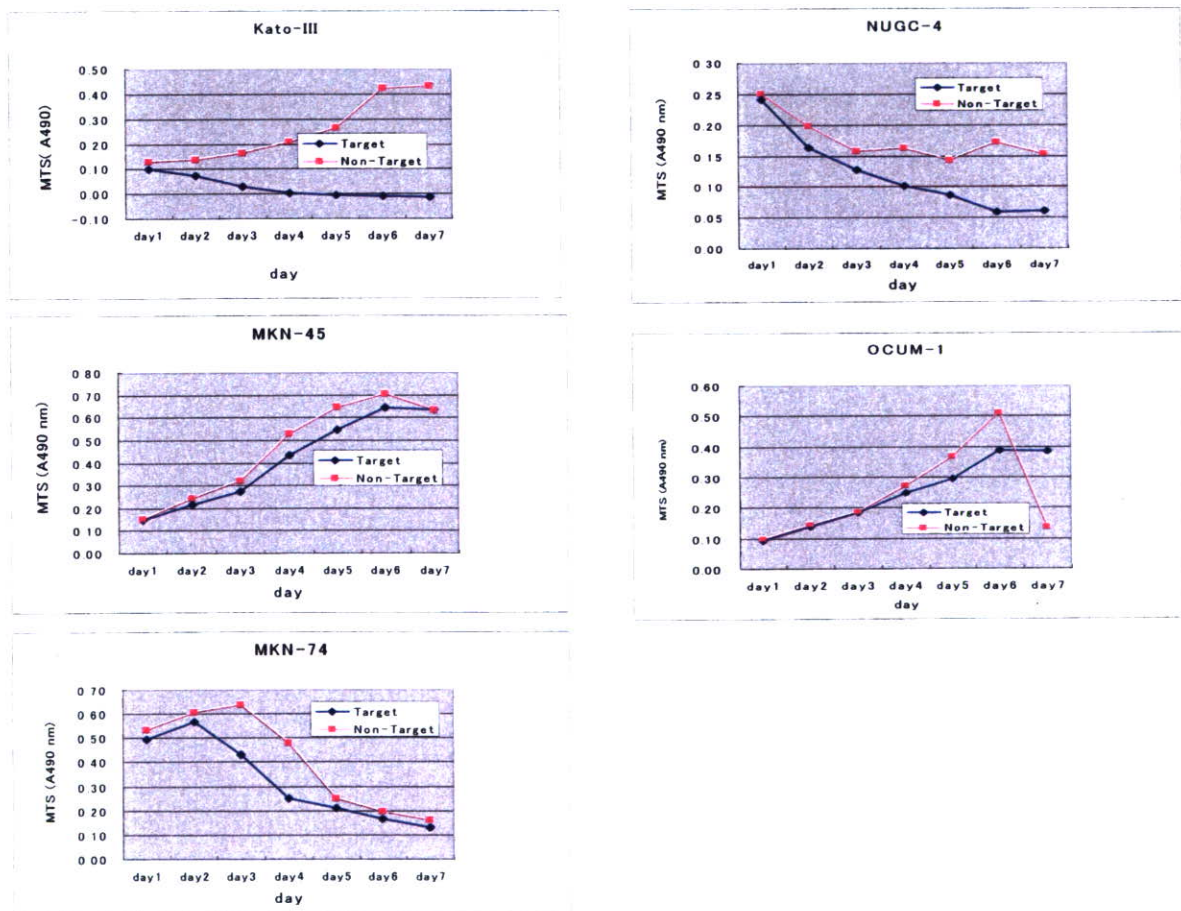 Kato-III
MTS( A490)
0.50
0.40
0.30
0.20
0.10
0.00
-0.10
Target
Non-Target
day1 day2 day3 day4 day5 day6 day7
day
NUGC-4
MTS (A490 nm)
0 30
0.25
0.20
0.15
0.10
0.05
0.00
Target
Non-Target
day1 day2 day3 day4 day5 day6 day7
day
MKN-45
MTS (A490 nm)
0 80
0 70
0 60
0 50
0 40
0 30
0 20
0 10
0 00
Target
Non-Target
day1 day2 day3 day4 day5 day6 day7
day
OCUM-1
MTS (A490 nm)
0 60
0.50
0.40
0.30
0.20
0.10
0.00
Target
Non-Target
day1 day2 day3 day4 day5 day6 day7
day
MKN-74
MTS (A490 nm)
0 70
0 60
0 50
0 40
0 30
0 20
0 10
0 00
Target
Non-Target
day1 day2 day3 day4 day5 day6 day7
day